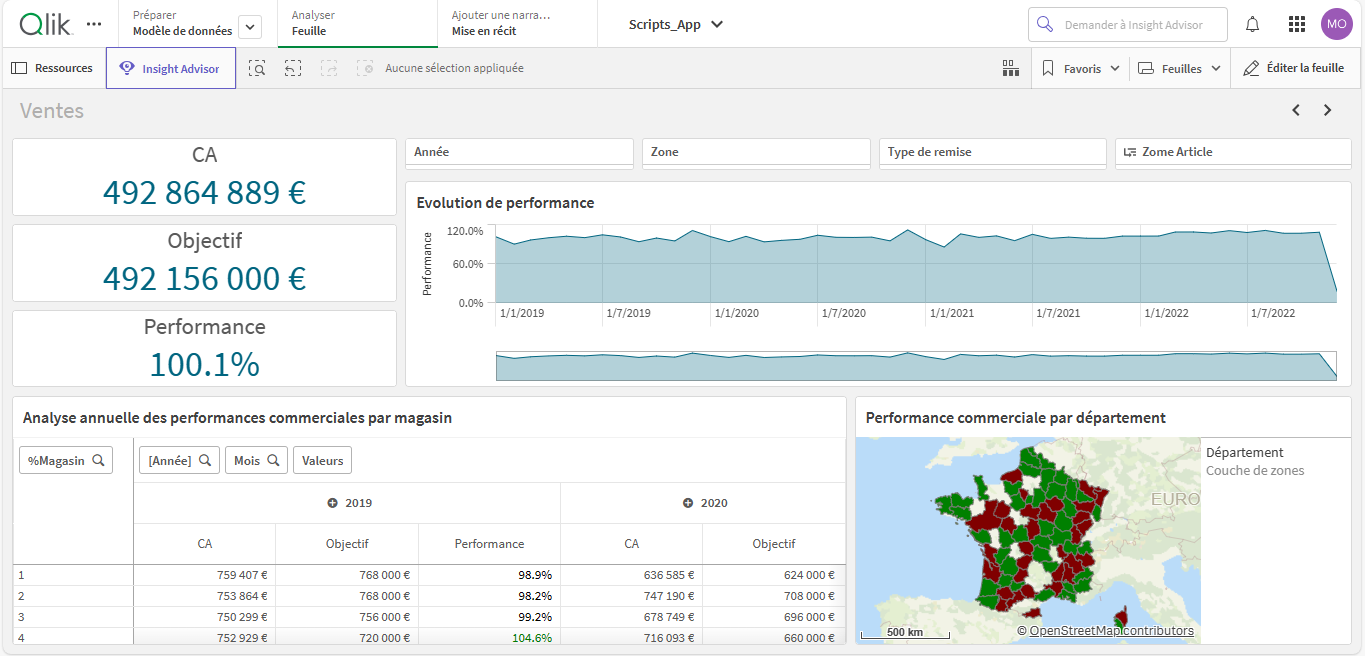 Qlik
Préparer
Modèle de données
Analyser
Feuille
Ajouter une narra...
Mise en récit
Scripts_App
Demander à Insight Advisor
MO
Ressources
Insight Advisor
Aucune sélection appliquée
Favoris
Feuilles
Éditer la feuille
Ventes
CA
492 864 889 €
Objectif
492 156 000 €
Performance
100.1%
Année
Zone
Type de remise
Zome Article
Evolution de performance
Performance
120.0%
60.0%
0.0%
1/1/2019
1/7/2019
1/1/2020
1/7/2020
1/1/2021
1/7/2021
1/1/2022
1/7/2022
Analyse annuelle des performances commerciales par magasin
%Magasin
[Année]
Mois
Valeurs
2019
2020
CA Objectif Performance CA Objectif
1 759 407 € 768 000 € 98.9% 636 585 € 624 000 €
2 753 864 € 768 000 € 98.2% 747 190 € 708 000 €
3 750 299 € 756 000 € 99.2% 678 749 € 696 000 €
4 752 929 € 720 000 € 104.6% 716 093 € 660 000 €
Performance commerciale par département
EURO
500 km
© OpenStreetMap contributors
Département
Couche de zones